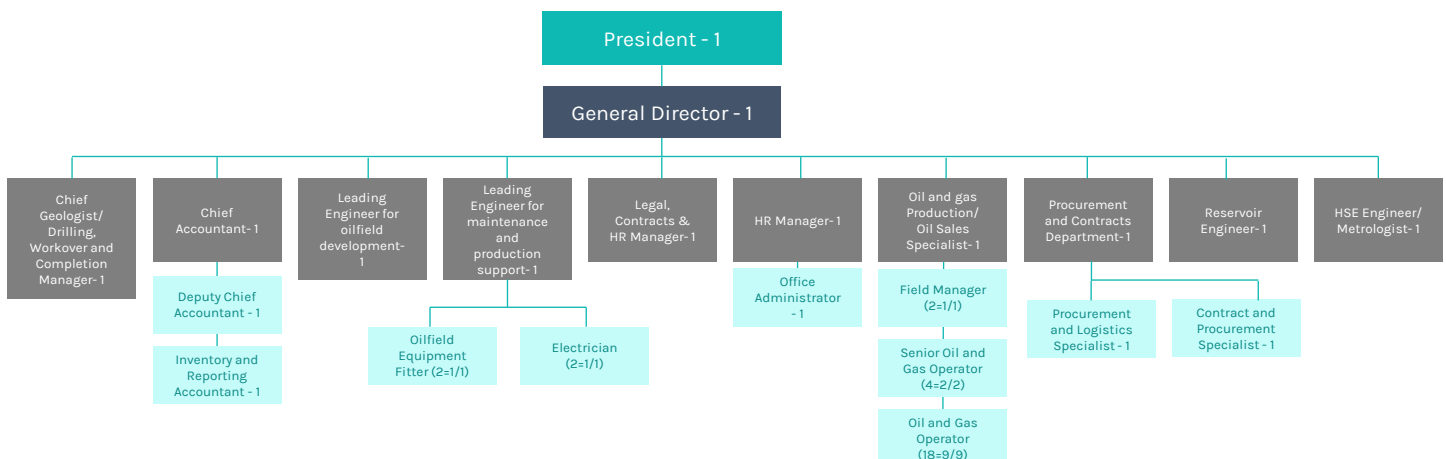 President - 1
General Director - 1
Chief
Geologist/
Drilling,
Workover and
Completion
Manager- 1
Chief
Accountant- 1
Leading
Engineer for
oilfield
development-
1
Leading
Engineer for
maintenance
and
production
support- 1
Legal,
Contracts &
HR Manager- 1
HR Manager- 1
Oil and gas
Production/
Oil Sales
Specialist- 1
Procurement
and Contracts
Department- 1
Reservoir
Engineer- 1
HSE Engineer/
Metrologist- 1
Deputy Chief
Accountant - 1
Inventory and
Reporting
Accountant - 1
Oilfield
Equipment
Fitter (2=1/1)
Electrician
(2=1/1)
Office
Administrator
- 1
Field Manager
(2=1/1)
Senior Oil and
Gas Operator
(4=2/2)
Oil and Gas
Operator
(18=9/9)
Procurement
and Logistics
Specialist - 1
Contract and
Procurement
Specialist - 1